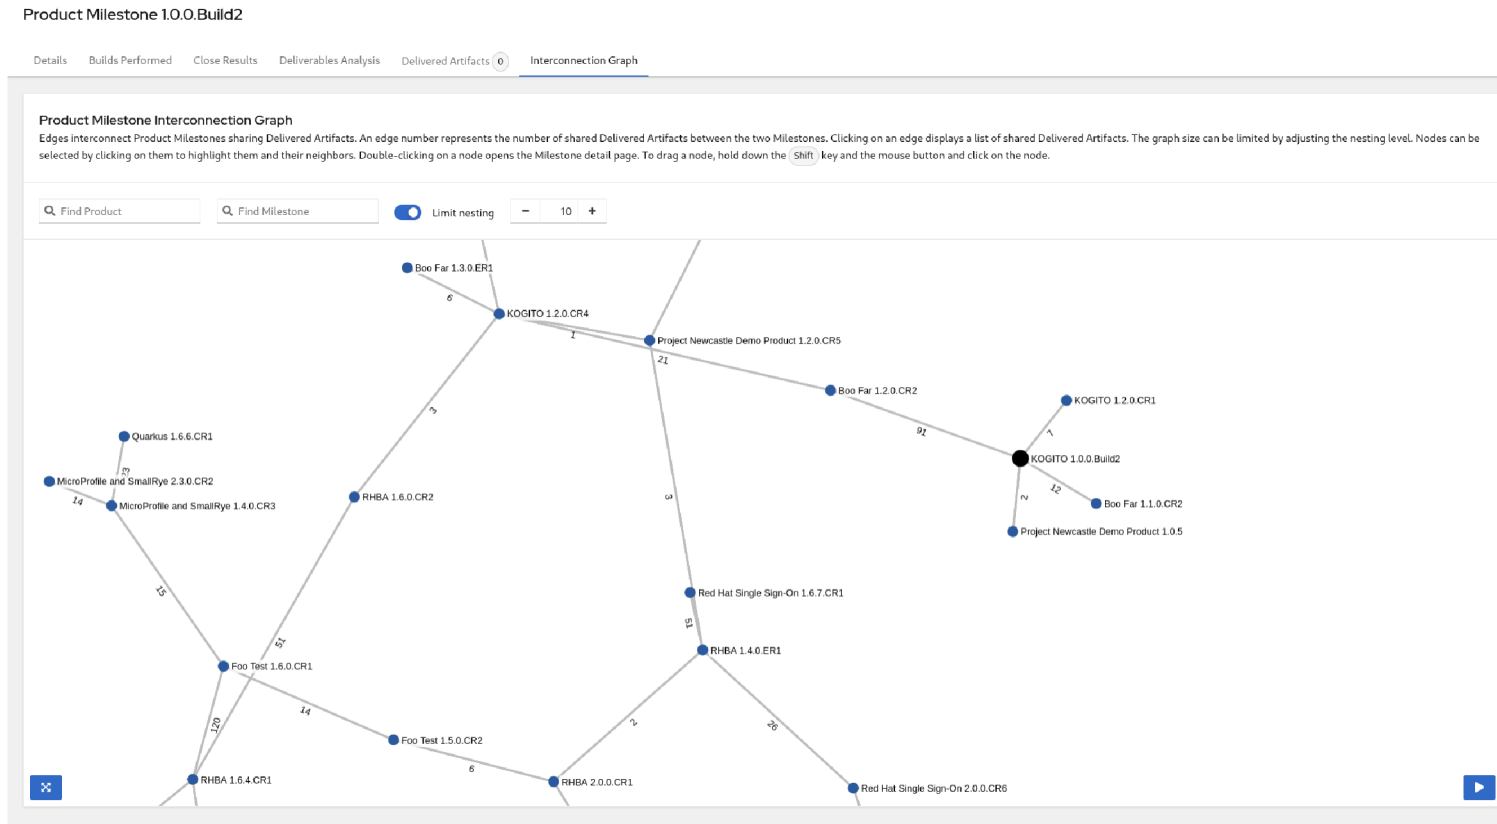 Product Milestone 1.0.0.Build2
Details Builds Performed Close Results Deliverables Analysis Delivered Artifacts 0 Interconnection Graph
Product Milestone Interconnection Graph
Edges interconnect Product Milestones sharing Delivered Artifacts. An edge number represents the number of shared Delivered Artifacts between the two Milestones. Clicking on an edge displays a list of shared Delivered Artifacts. The graph size can be limited by adjusting the nesting level. Nodes can be
selected by clicking on them to highlight them and their neighbors. Double-clicking on a node opens the Milestone detail page. To drag a node, hold down the Shift key and the mouse button and click on the node.
Find Product Find Milestone Limit nesting − 10 +
Boo Far 1.3.0.ER1
6
KOGITO 1.2.0.CR4
1
Project Newcastle Demo Product 1.2.0.CR5
21
Boo Far 1.2.0.CR2
KOGITO 1.2.0.CR1
3
91
7
Quarkus 1.6.6.CR1
KOGITO 1.0.0.Build2
23
MicroProfile and SmallRye 2.3.0.CR2
12
14
RHBA 1.6.0.CR2
3
2
Boo Far 1.1.0.CR2
MicroProfile and SmallRye 1.4.0.CR3
Project Newcastle Demo Product 1.0.5
15
Red Hat Single Sign-On 1.6.7.CR1
51
51
RHBA 1.4.0.ER1
Foo Test 1.6.0.CR1
14
120
2
26
Foo Test 1.5.0.CR2
6
RHBA 1.6.4.CR1
RHBA 2.0.0.CR1
Red Hat Single Sign-On 2.0.0.CR6